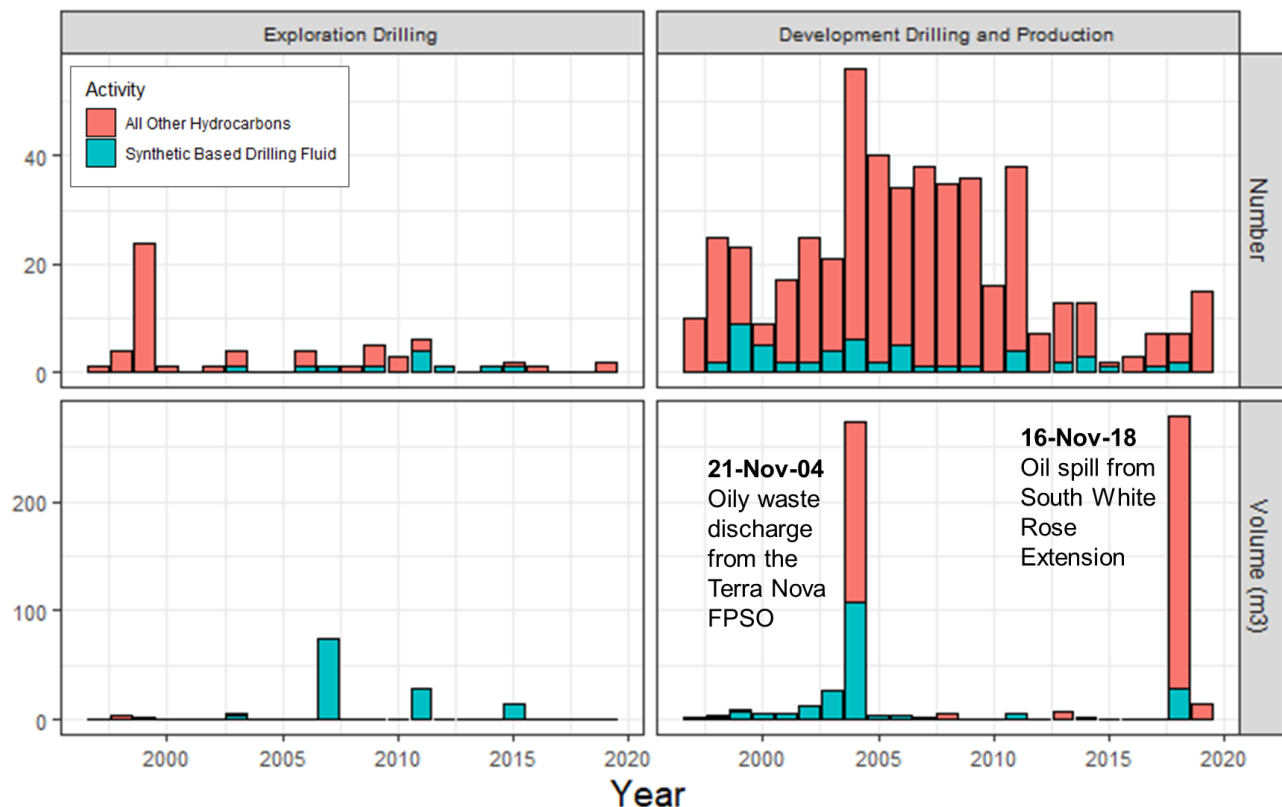 Exploration Drilling
Development Drilling and Production
Activity
All Other Hydrocarbons
Synthetic Based Drilling Fluid
40
20
0
Number
200
100
0
21-Nov-04
Oily waste
discharge
from the
Terra Nova
FPSO
16-Nov-18
Oil spill from
South White
Rose
Extension
Volume (m3)
2000 2005 2010 2015 2020
2000 2005 2010 2015 2020
Year